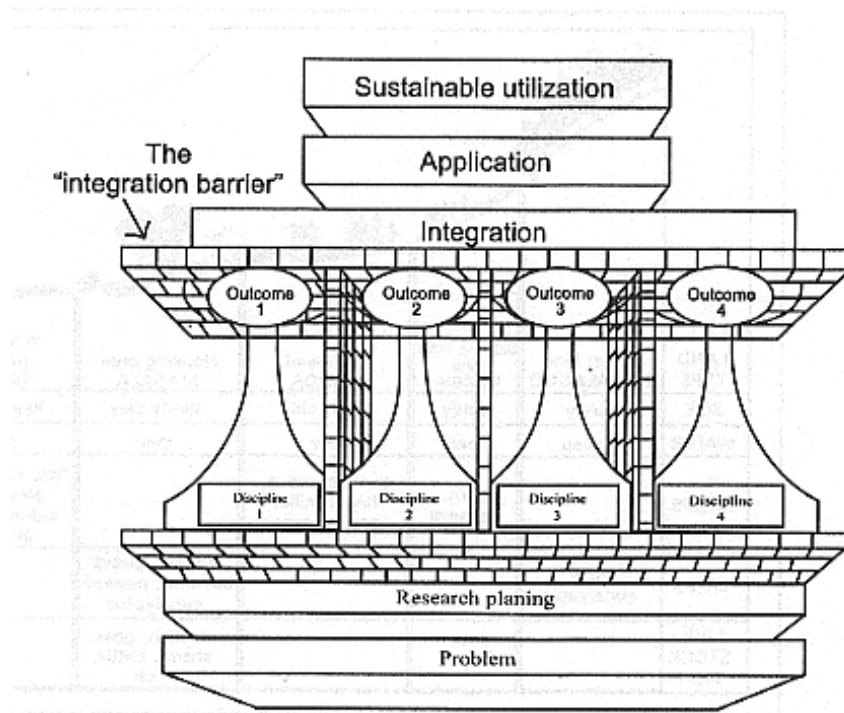 Sustainable utilization
Application
The
"integration barrier"
Integration
Outcome
1
Outcome
2
Outcome
3
Outcome
4
Discipline
1
Discipline
2
Discipline
3
Discipline
4
Research planing
Problem